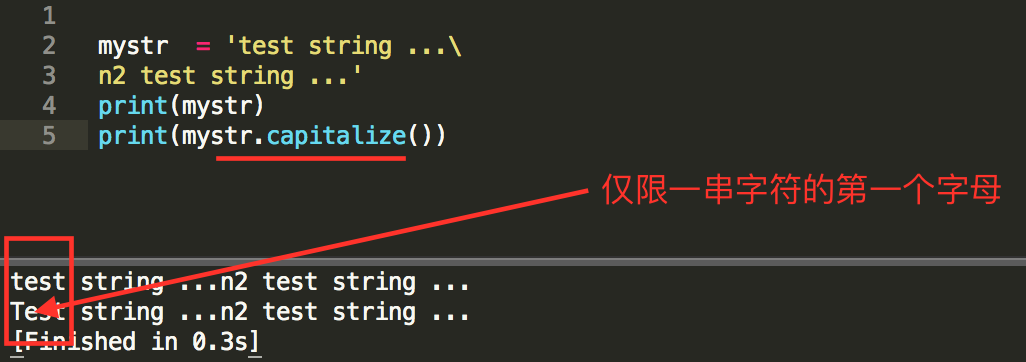 1
2 mystr  = 'test string ...\
3 n2 test string ...'
4 print(mystr)
5 print(mystr.capitalize())
仅限一串字符的第一个字母
test string ...n2 test string ...
Test string ...n2 test string ...
[Finished in 0.3s]